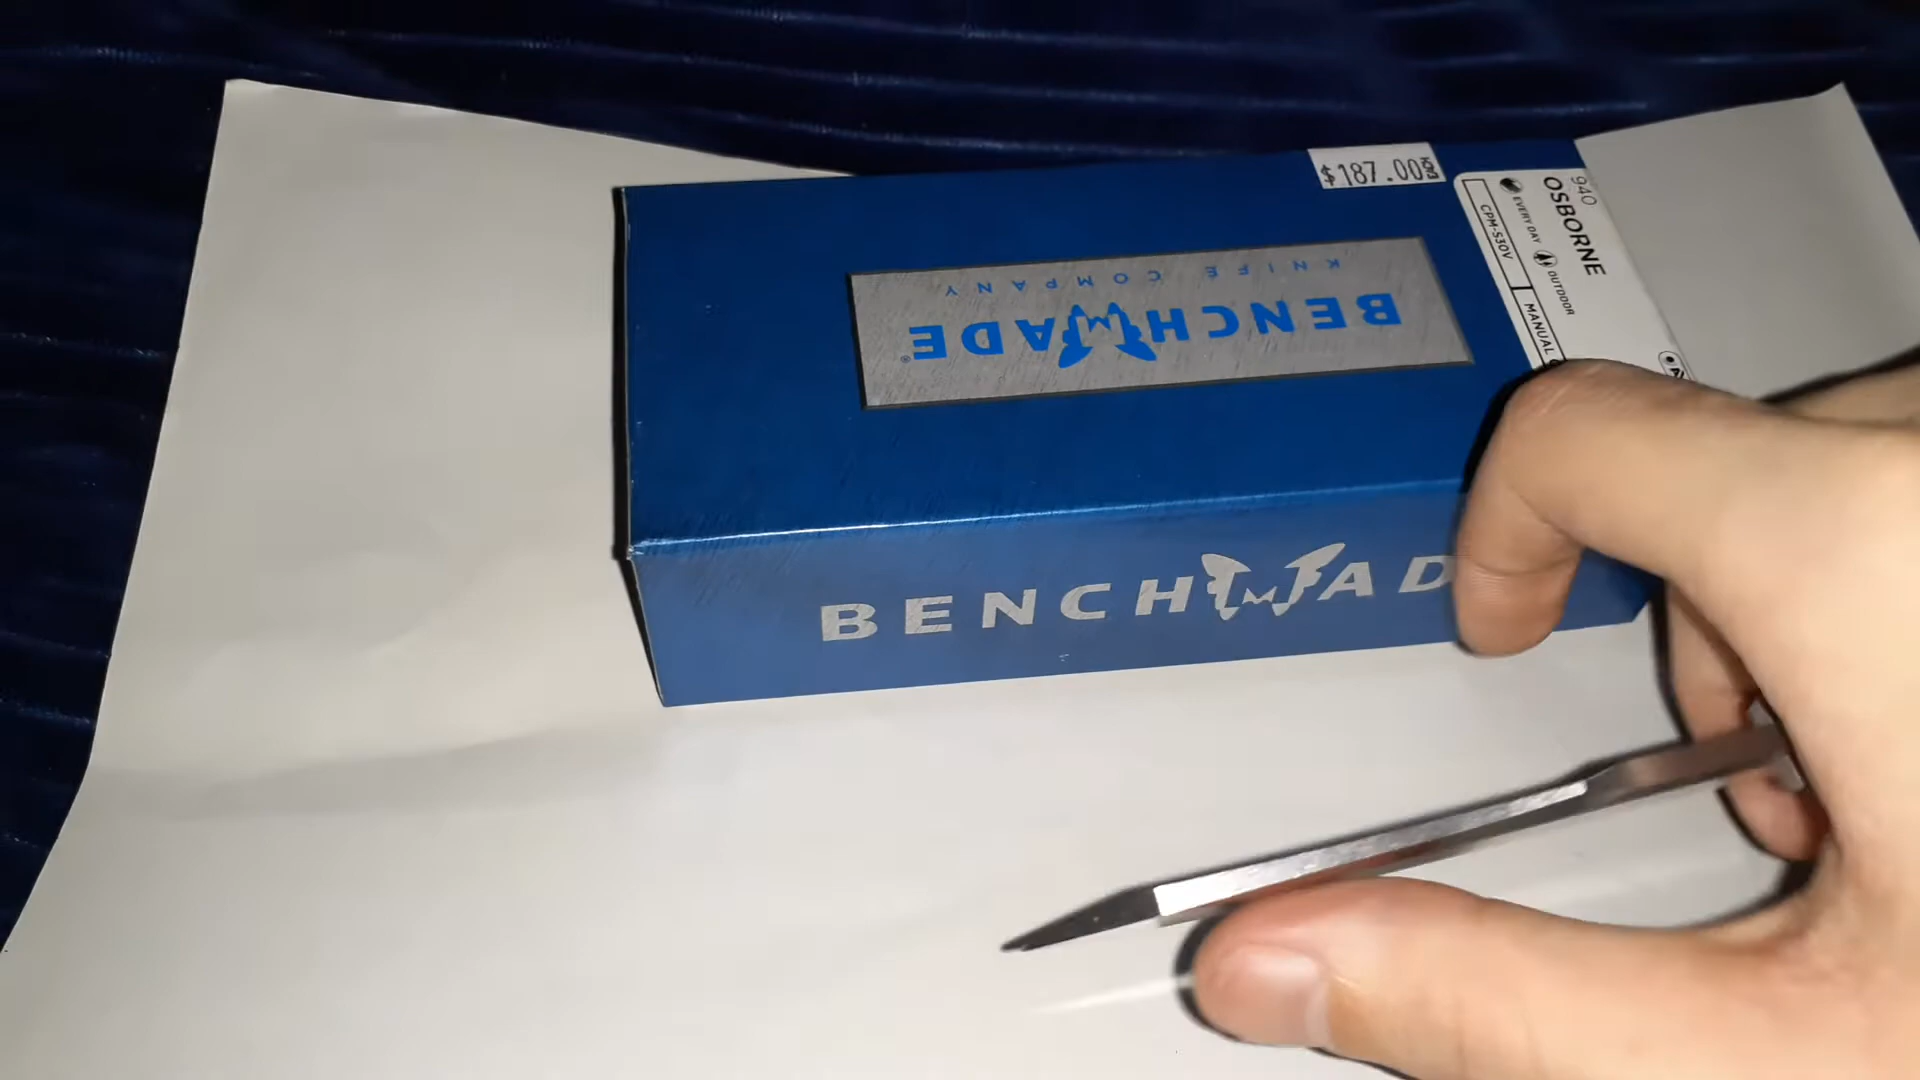 $187.00
940
OSBORNE
EVERY DAY OUTDOOR
CPM-S30V MANUAL
BENCHMADE®
KNIFE COMPANY
BENCHMAD